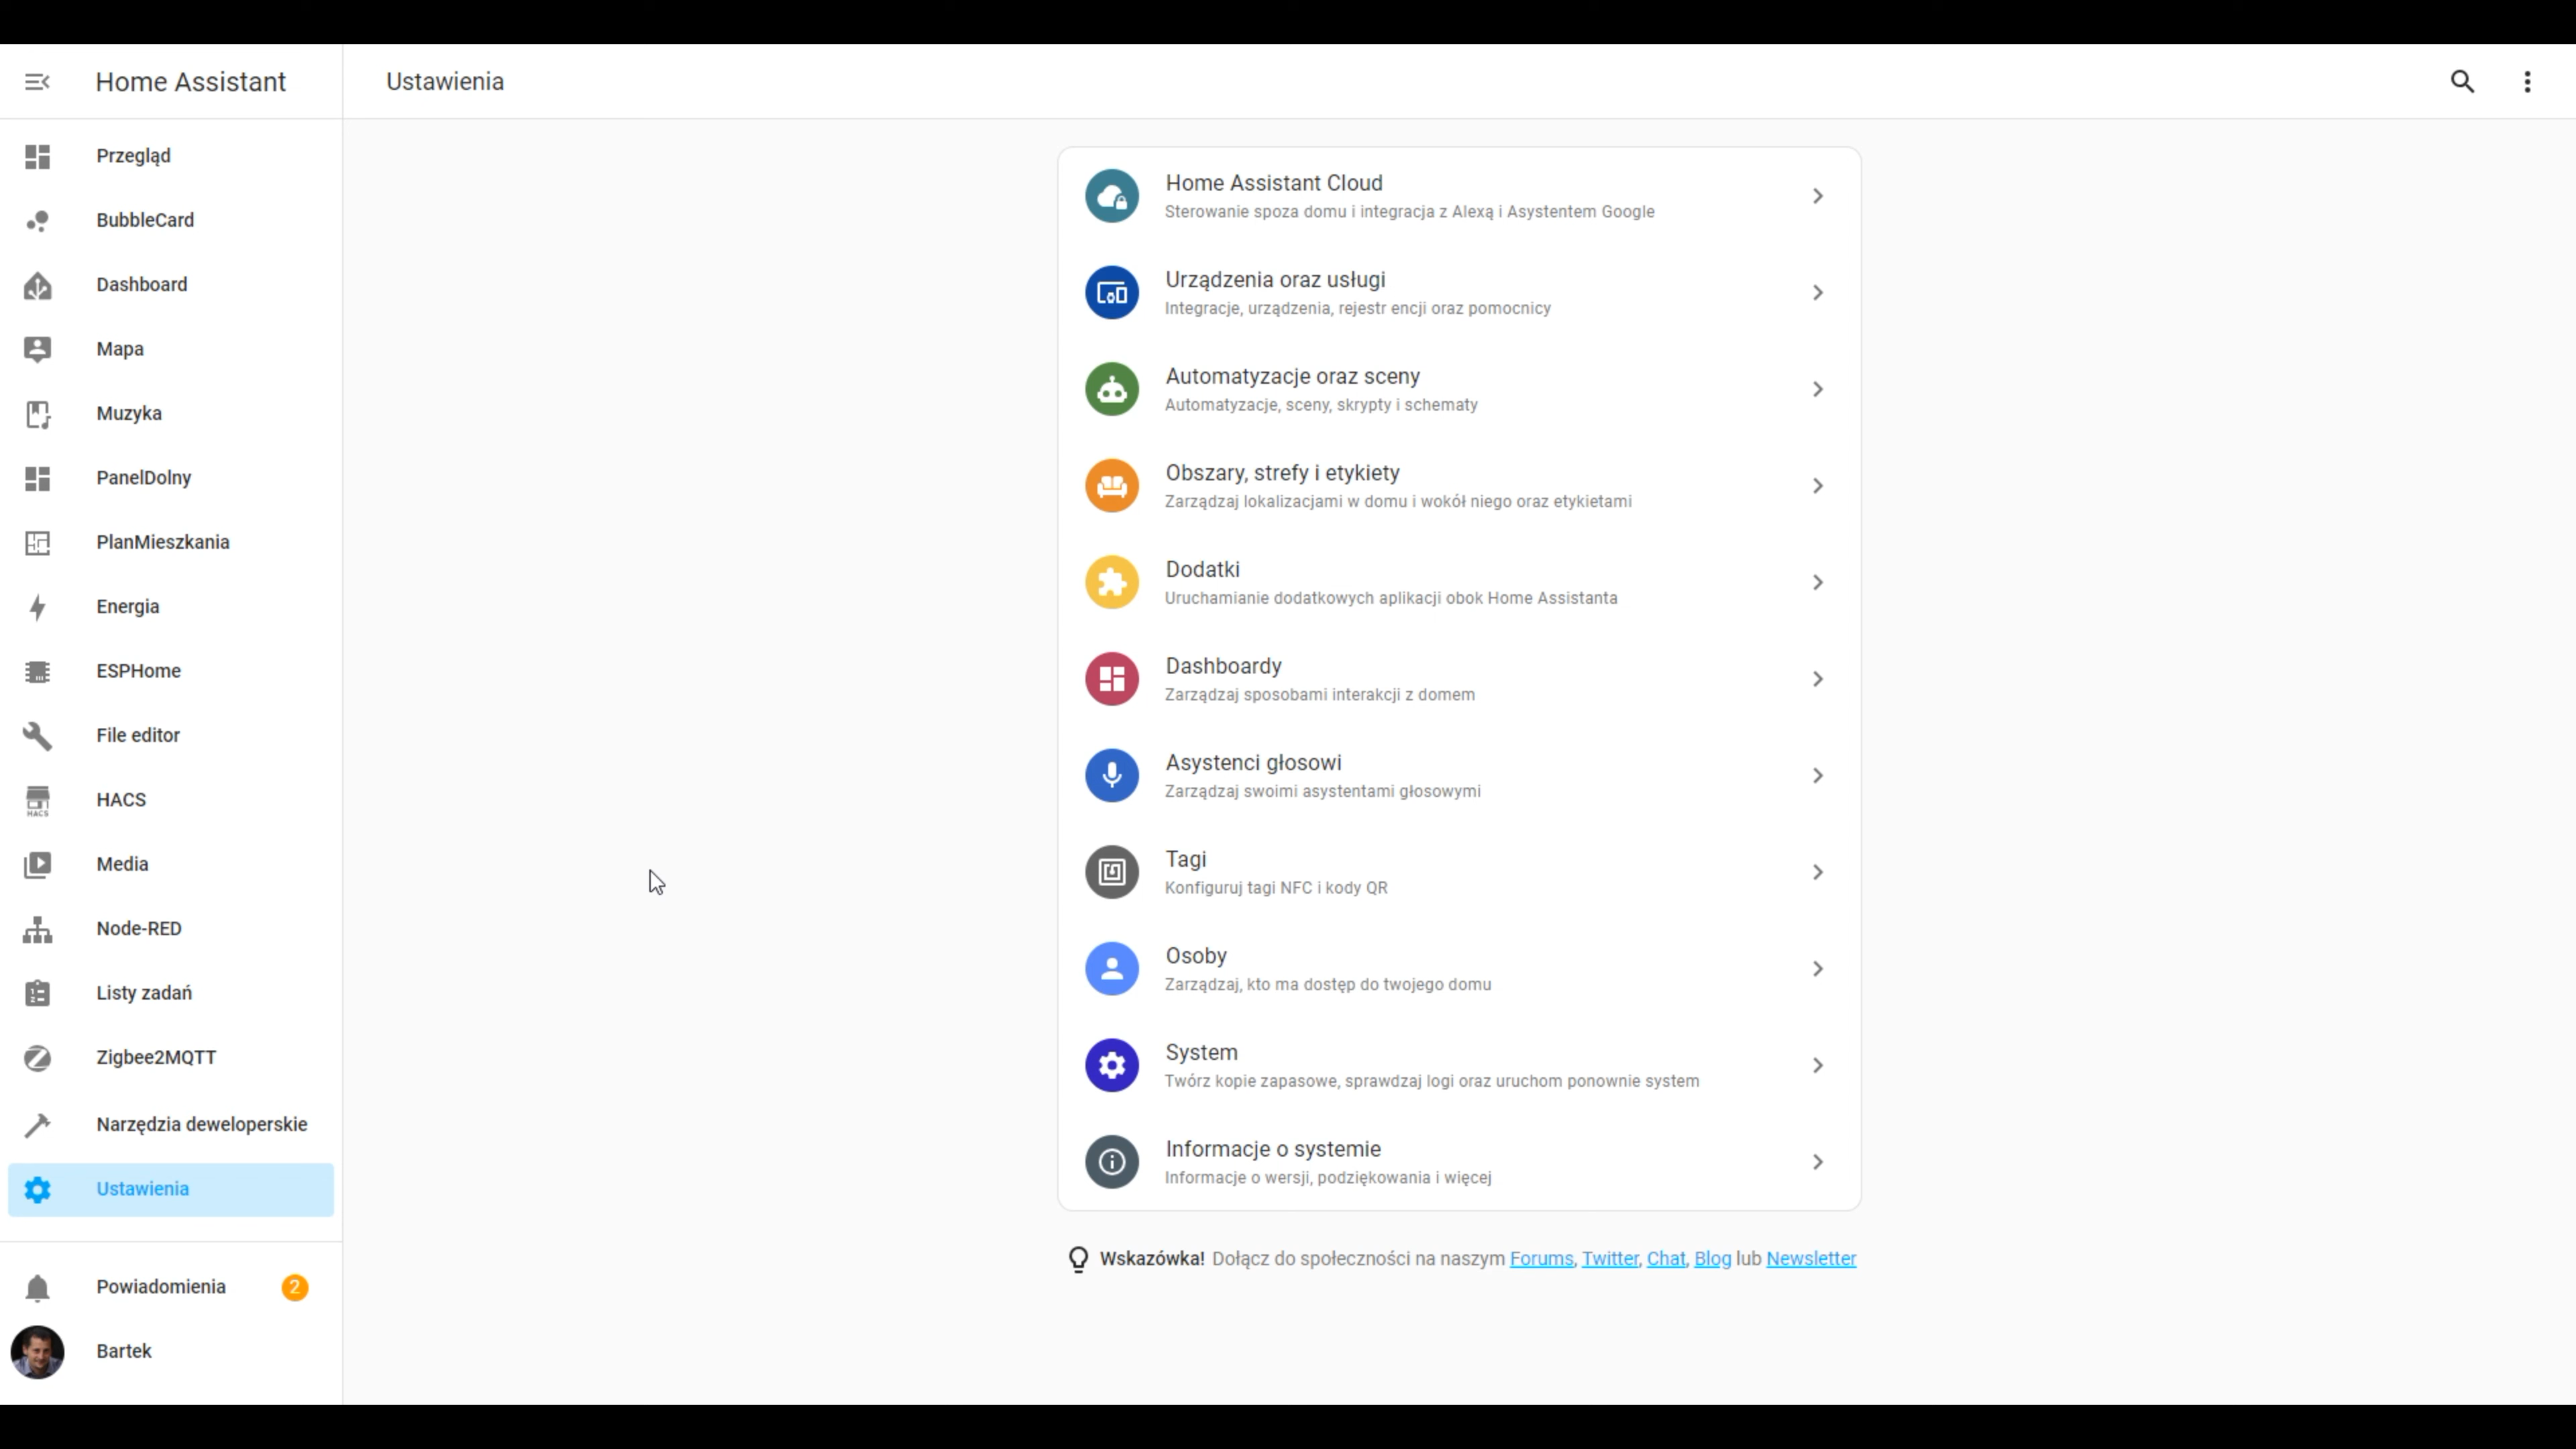 Home Assistant
Ustawienia
Przegląd
BubbleCard
Dashboard
Mapa
Muzyka
PanelDolny
PlanMieszkania
Energia
ESPHome
File editor
HACS
HACS
Media
Node-RED
Listy zadań
Zigbee2MQTT
Narzędzia deweloperskie
Ustawienia
Powiadomienia 2
Bartek
Home Assistant Cloud
Sterowanie spoza domu i integracja z Alexą i Asystentem Google
Urządzenia oraz usługi
Integracje, urządzenia, rejestr encji oraz pomocnicy
Automatyzacje oraz sceny
Automatyzacje, sceny, skrypty i schematy
Obszary, strefy i etykiety
Zarządzaj lokalizacjami w domu i wokół niego oraz etykietami
Dodatki
Uruchamianie dodatkowych aplikacji obok Home Assistanta
Dashboardy
Zarządzaj sposobami interakcji z domem
Asystenci głosowi
Zarządzaj swoimi asystentami głosowymi
Tagi
Konfiguruj tagi NFC i kody QR
Osoby
Zarządzaj, kto ma dostęp do twojego domu
System
Twórz kopie zapasowe, sprawdzaj logi oraz uruchom ponownie system
Informacje o systemie
Informacje o wersji, podziękowania i więcej
Wskazówka! Dołącz do społeczności na naszym Forums, Twitter, Chat, Blog lub Newsletter